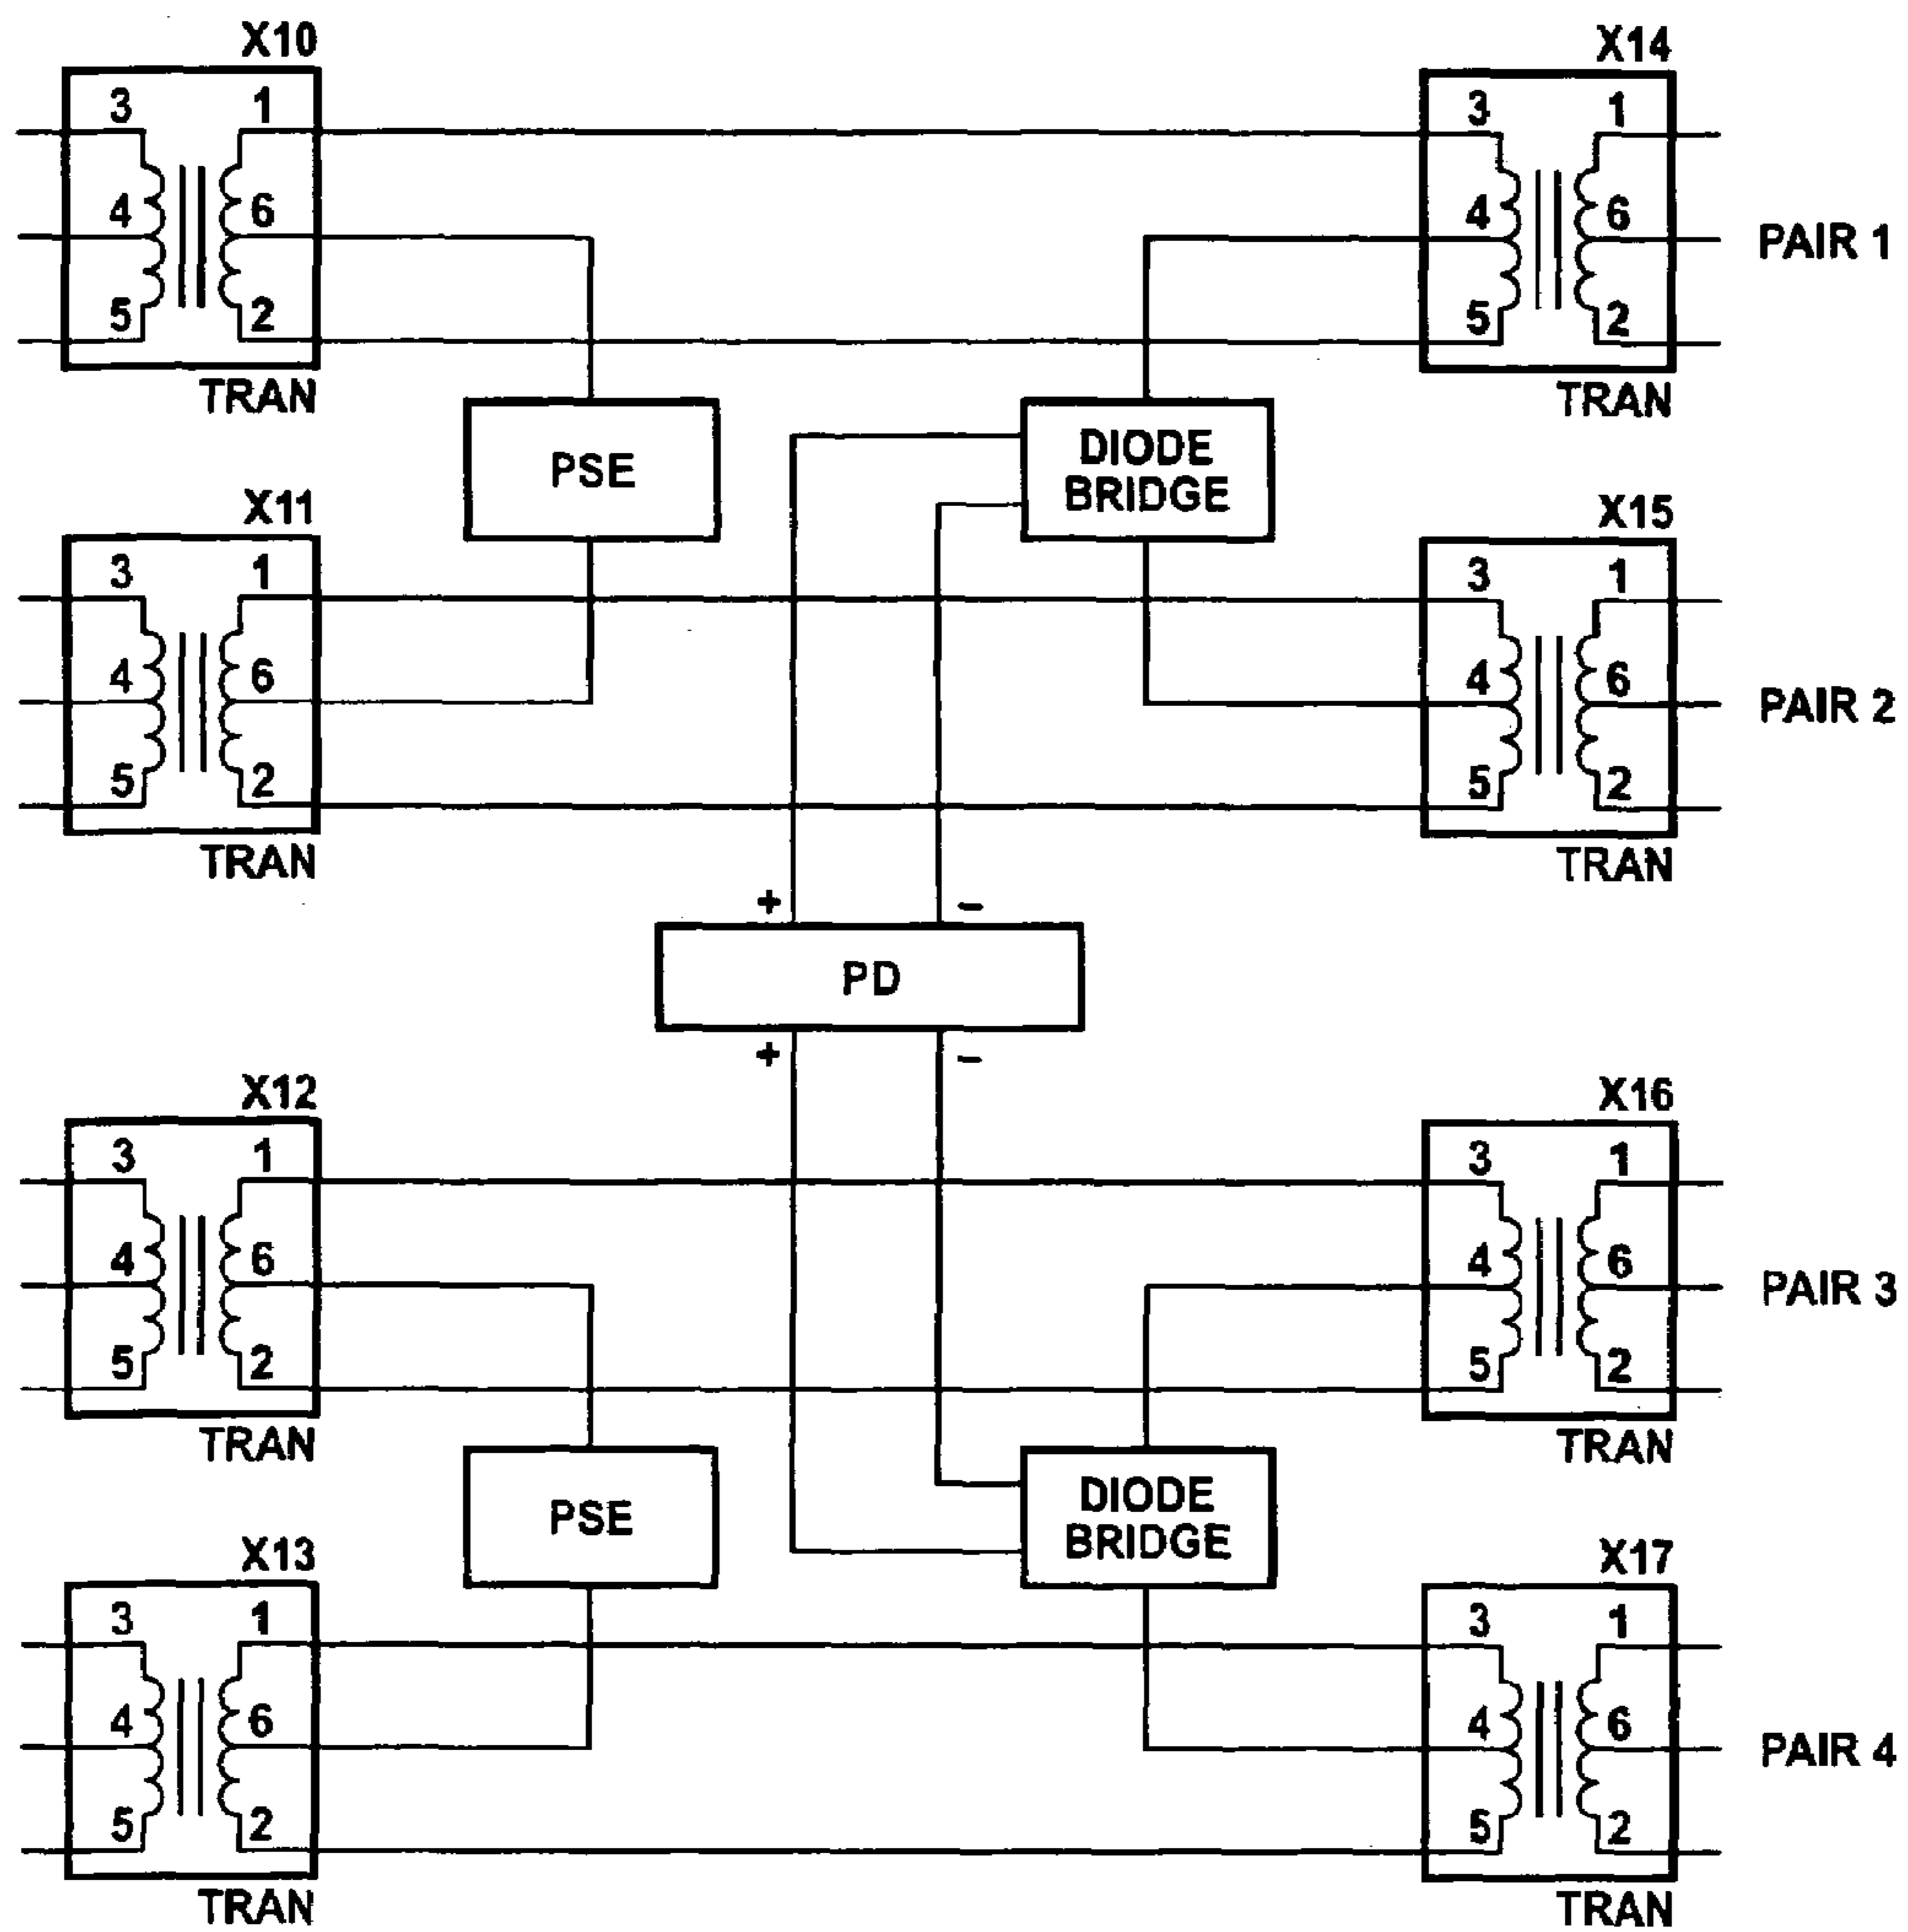 X10 X14
3 1 3 1
4 6 4 6 PAIR 1
5 2 5 2
TRAN TRAN
PSE DIODE
BRIDGE
X11 X15
3 1 3 1
4 6 4 6 PAIR 2
5 2 5 2
TRAN TRAN
+ −
PD
+ −
X12 X16
3 1 3 1
4 6 4 6 PAIR 3
5 2 5 2
TRAN TRAN
PSE DIODE
BRIDGE
X13 X17
3 1 3 1
4 6 4 6 PAIR 4
5 2 5 2
TRAN TRAN